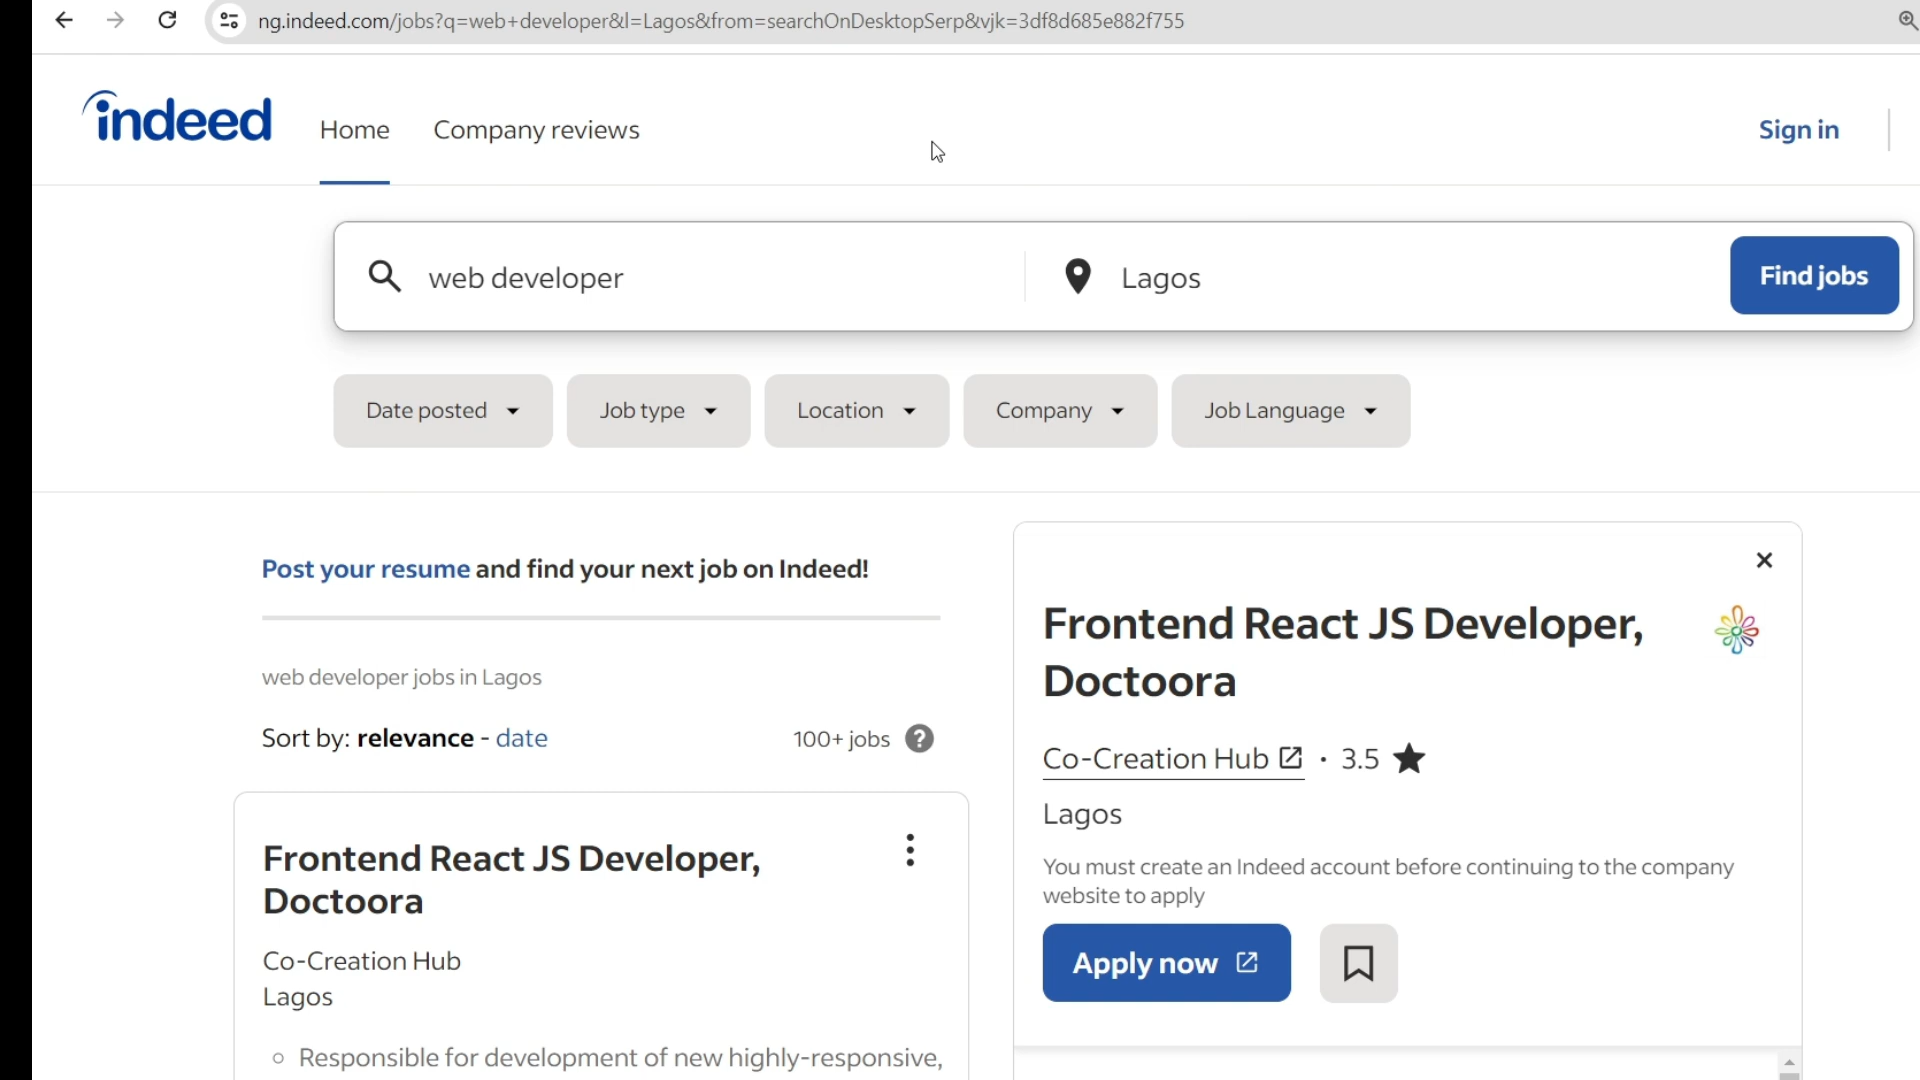 ng.indeed.com/jobs?q=web+developer&l=Lagos&from=searchOnDesktopSerp&vjk=3df8d685e882f755
indeed
Home
Company reviews
Sign in
web developer
Lagos
Find jobs
Date posted
Job type
Location
Company
Job Language
Post your resume and find your next job on Indeed!
web developer jobs in Lagos
Sort by: relevance - date
100+ jobs
?
Frontend React JS Developer,
Doctoora
Co-Creation Hub
Lagos
Responsible for development of new highly-responsive,
Frontend React JS Developer,
Doctoora
Co-Creation Hub · 3.5
Lagos
You must create an Indeed account before continuing to the company
website to apply
Apply now